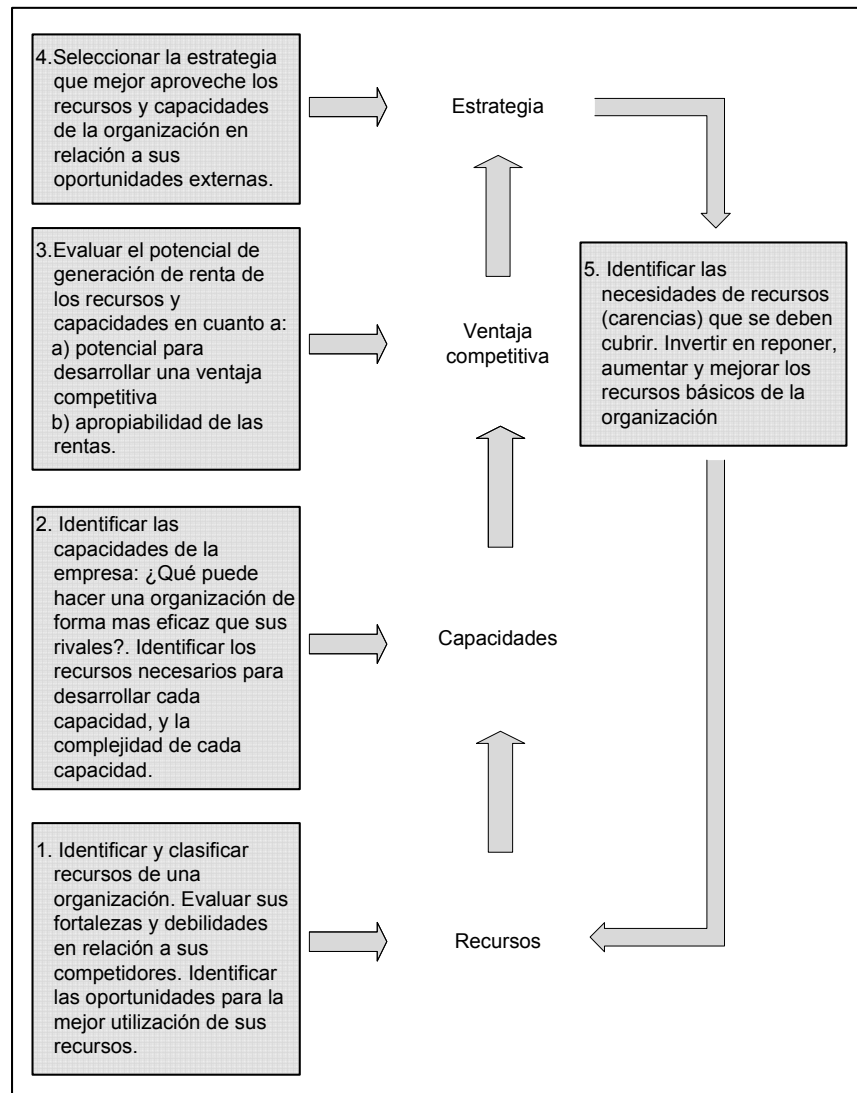 4.Seleccionar la estrategia
que mejor aproveche los
recursos y capacidades
de la organización en
relación a sus
oportunidades externas.
Estrategia
3.Evaluar el potencial de
generación de renta de
los recursos y
capacidades en cuanto a:
a) potencial para
desarrollar una ventaja
competitiva
b) apropiabilidad de las
rentas.
Ventaja
competitiva
5. Identificar las
necesidades de recursos
(carencias) que se deben
cubrir. Invertir en reponer,
aumentar y mejorar los
recursos básicos de la
organización
2. Identificar las
capacidades de la
empresa: ¿Qué puede
hacer una organización de
forma mas eficaz que sus
rivales?. Identificar los
recursos necesarios para
desarrollar cada
capacidad, y la
complejidad de cada
capacidad.
Capacidades
1. Identificar y clasificar
recursos de una
organización. Evaluar sus
fortalezas y debilidades
en relación a sus
competidores. Identificar
las oportunidades para la
mejor utilización de sus
recursos.
Recursos